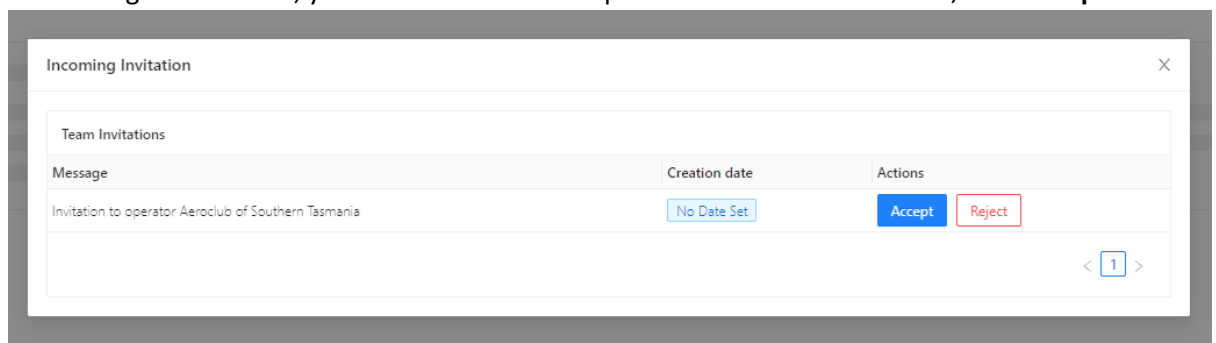 Incoming Invitation
Team Invitations
Message Creation date Actions
Invitation to operator Aeroclub of Southern Tasmania No Date Set Accept Reject
< 1 >